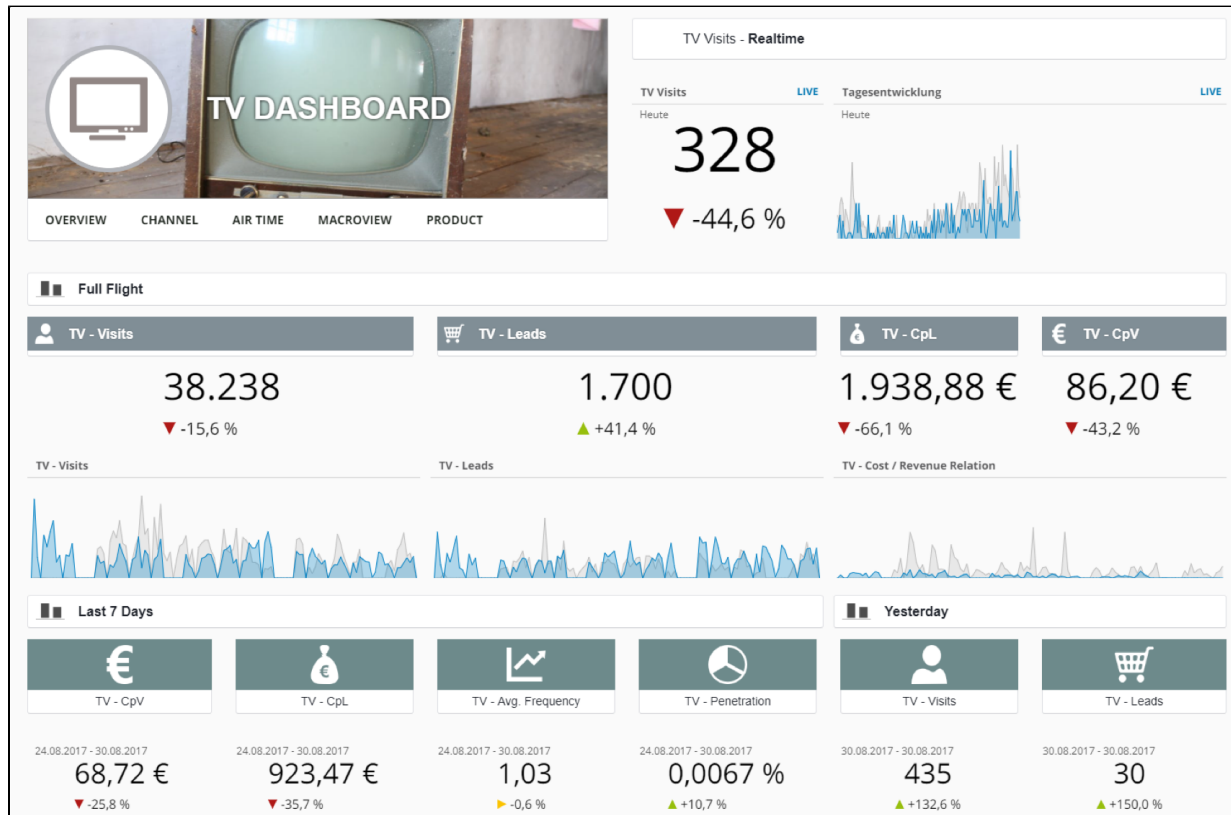 TV DASHBOARD
OVERVIEW CHANNEL AIR TIME MACROVIEW PRODUCT
TV Visits - Realtime
TV Visits LIVE
Heute
328
▼ -44,6 %
Tagesentwicklung LIVE
Heute
Full Flight
TV - Visits
38.238
▼ -15,6 %
TV - Leads
1.700
▲ +41,4 %
€ TV - CpL
1.938,88 €
▼ -66,1 %
€ TV - CpV
86,20 €
▼ -43,2 %
TV - Visits
TV - Leads
TV - Cost / Revenue Relation
Last 7 Days
€
TV - CpV
24.08.2017 - 30.08.2017
68,72 €
▼ -25,8 %
€
TV - CpL
24.08.2017 - 30.08.2017
923,47 €
▼ -35,7 %
TV - Avg. Frequency
24.08.2017 - 30.08.2017
1,03
▶ -0,6 %
TV - Penetration
24.08.2017 - 30.08.2017
0,0067 %
▲ +10,7 %
Yesterday
TV - Visits
30.08.2017 - 30.08.2017
435
▲ +132,6 %
TV - Leads
30.08.2017 - 30.08.2017
30
▲ +150,0 %